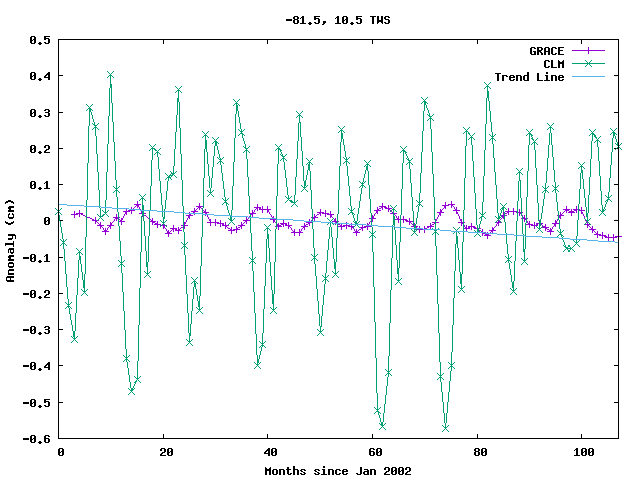 -81.5, 10.5 TWS
GRACE
CLM
Trend Line
0.5
0.4
0.3
0.2
0.1
0
-0.1
-0.2
-0.3
-0.4
-0.5
-0.6
Anomaly (cm)
0 20 40 60 80 100
Months since Jan 2002